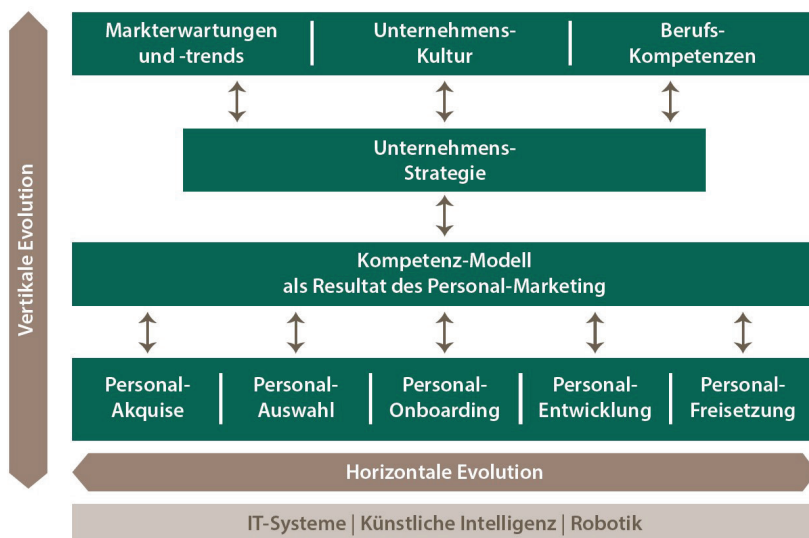 Markterwartungen
und -trends
Unternehmens-
Kultur
Berufs-
Kompetenzen
Unternehmens-
Strategie
Kompetenz-Modell
als Resultat des Personal-Marketing
Personal-
Akquise
Personal-
Auswahl
Personal-
Onboarding
Personal-
Entwicklung
Personal-
Freisetzung
Vertikale Evolution
Horizontale Evolution
IT-Systeme | Künstliche Intelligenz | Robotik